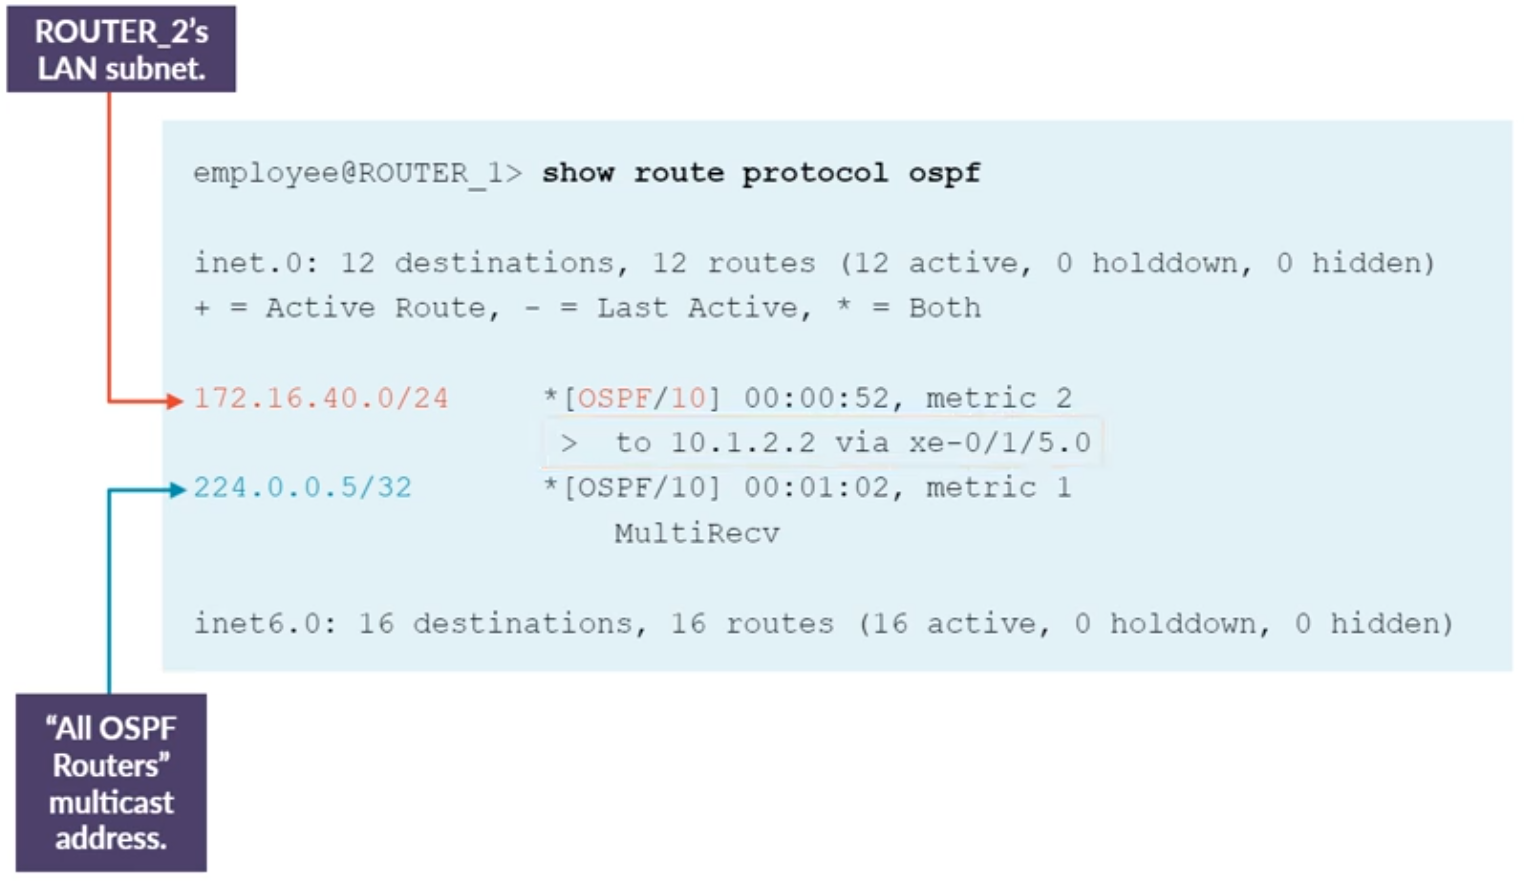 ROUTER_2’s
LAN subnet.
employee@ROUTER_1> show route protocol ospf
inet.0: 12 destinations, 12 routes (12 active, 0 holddown, 0 hidden)
+ = Active Route, - = Last Active, * = Both
172.16.40.0/24 *[OSPF/10] 00:00:52, metric 2
> to 10.1.2.2 via xe-0/1/5.0
224.0.0.5/32 *[OSPF/10] 00:01:02, metric 1
MultiRecv
inet6.0: 16 destinations, 16 routes (16 active, 0 holddown, 0 hidden)
“All OSPF
Routers”
multicast
address.